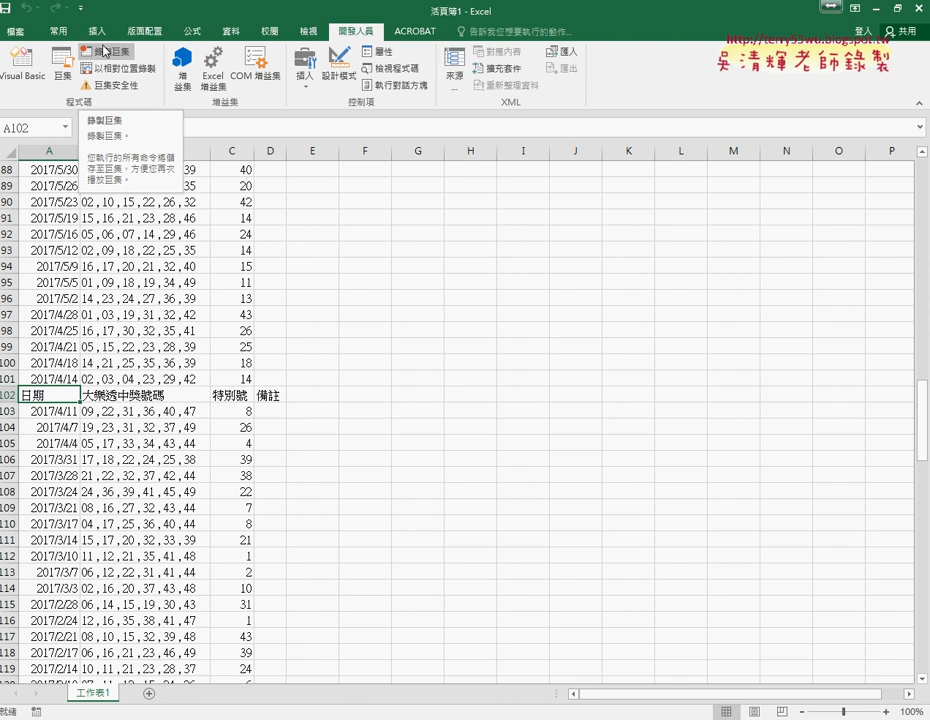 活頁簿1 - Excel
檔案 常用 插入 版面配置 公式 資料 校閱 檢視 開發人員 ACROBAT 告訴我您想要執行的動作... 登入 共用
http://terry55wu.blogspot.tw
吳清輝老師錄製
Visual Basic 巨集 錄製巨集 以相對位置錄製 巨集安全性
程式碼
增益集 Excel 增益集 COM 增益集
增益集
插入 設計模式 屬性 檢視程式碼 執行對話方塊
控制項
來源... 對應內容 擴充套件 重新整理資料 匯入 匯出
XML
A102
錄製巨集
錄製巨集。
您執行的所有命令將儲
存至巨集，方便您再次
播放巨集。
A C D E F G H I J K L M N O P
88 2017/5/30 39 40
89 2017/5/26 35 20
90 2017/5/23 02,10,15,22,26,32 42
91 2017/5/19 15,16,21,23,28,46 14
92 2017/5/16 05,06,07,14,29,46 24
93 2017/5/12 02,09,18,22,25,35 14
94 2017/5/9 16,17,20,21,32,40 15
95 2017/5/5 01,09,18,19,34,49 11
96 2017/5/2 14,23,24,27,36,39 13
97 2017/4/28 01,03,19,31,32,42 43
98 2017/4/25 16,17,30,32,35,41 26
99 2017/4/21 05,15,22,23,28,39 25
100 2017/4/18 14,21,25,35,36,39 18
101 2017/4/14 02,03,04,23,29,42 14
102 日期 大樂透中獎號碼 特別號 備註
103 2017/4/11 09,22,31,36,40,47 8
104 2017/4/7 19,23,31,32,37,49 26
105 2017/4/4 05,17,33,34,43,44 4
106 2017/3/31 17,18,22,24,25,38 39
107 2017/3/28 21,22,32,37,42,44 38
108 2017/3/24 24,36,39,41,45,49 22
109 2017/3/21 08,16,27,32,43,44 7
110 2017/3/17 04,17,25,36,40,44 8
111 2017/3/14 15,17,20,32,33,39 21
112 2017/3/10 11,12,21,35,41,48 1
113 2017/3/7 06,12,22,31,41,44 2
114 2017/3/3 02,16,20,37,43,48 10
115 2017/2/28 06,14,15,19,30,43 31
116 2017/2/24 12,16,35,38,41,47 1
117 2017/2/21 08,10,15,32,39,48 43
118 2017/2/17 06,16,21,23,46,49 39
119 2017/2/14 10,11,21,23,28,37 24
工作表1
就緒 100%